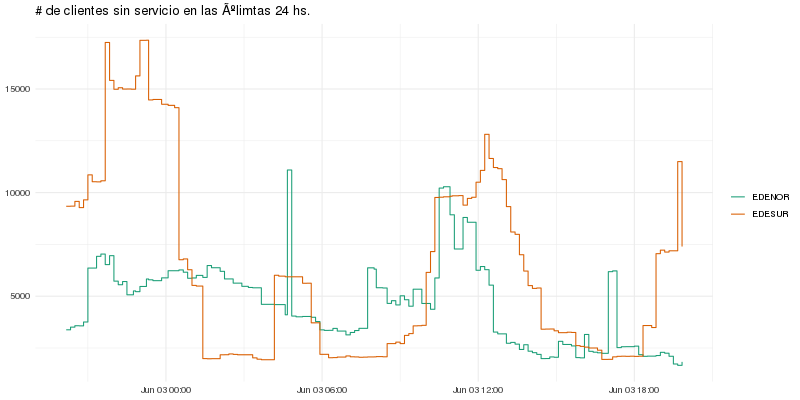 # de clientes sin servicio en las Ãºlimtas 24 hs.
15000
10000
5000
Jun 03 00:00
Jun 03 06:00
Jun 03 12:00
Jun 03 18:00
EDENOR
EDESUR